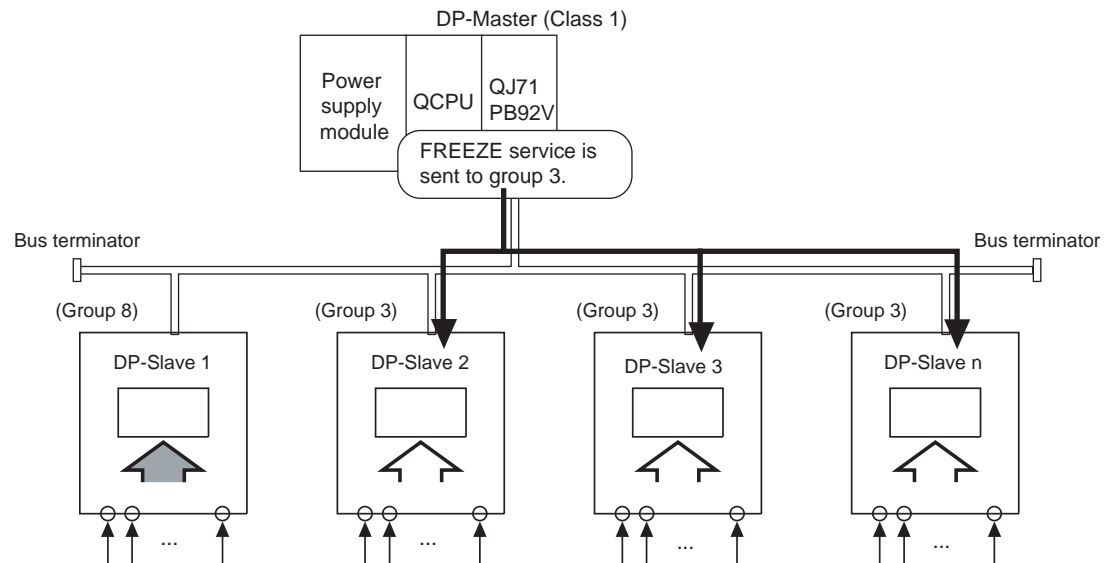 DP-Master (Class 1)
Power
supply
module
QCPU
QJ71
PB92V
FREEZE service is
sent to group 3.
Bus terminator
Bus terminator
(Group 8)
(Group 3)
(Group 3)
(Group 3)
DP-Slave 1
DP-Slave 2
DP-Slave 3
DP-Slave n
...
...
...
...